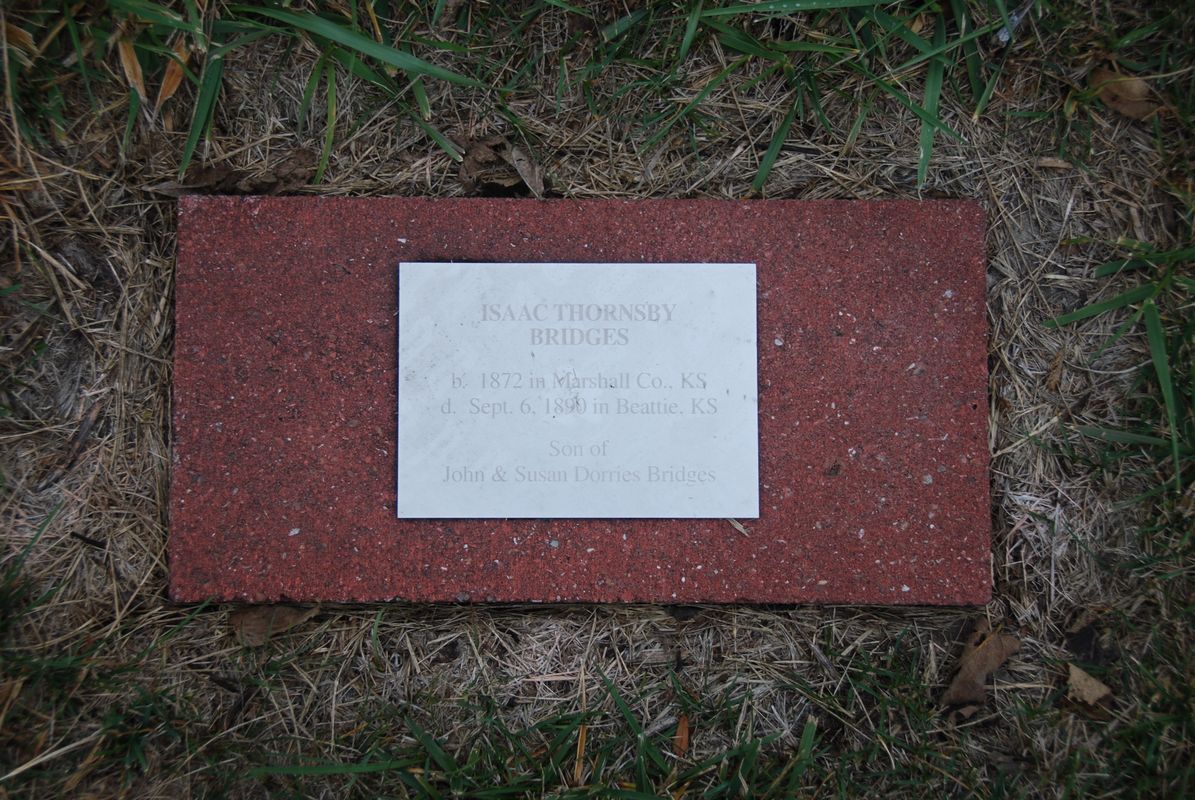 ISAAC THORNSBY
BRIDGES
b. 1872 in Marshall Co., KS
d. Sept. 6, 1890 in Beattie, KS
Son of
John & Susan Dorries Bridges